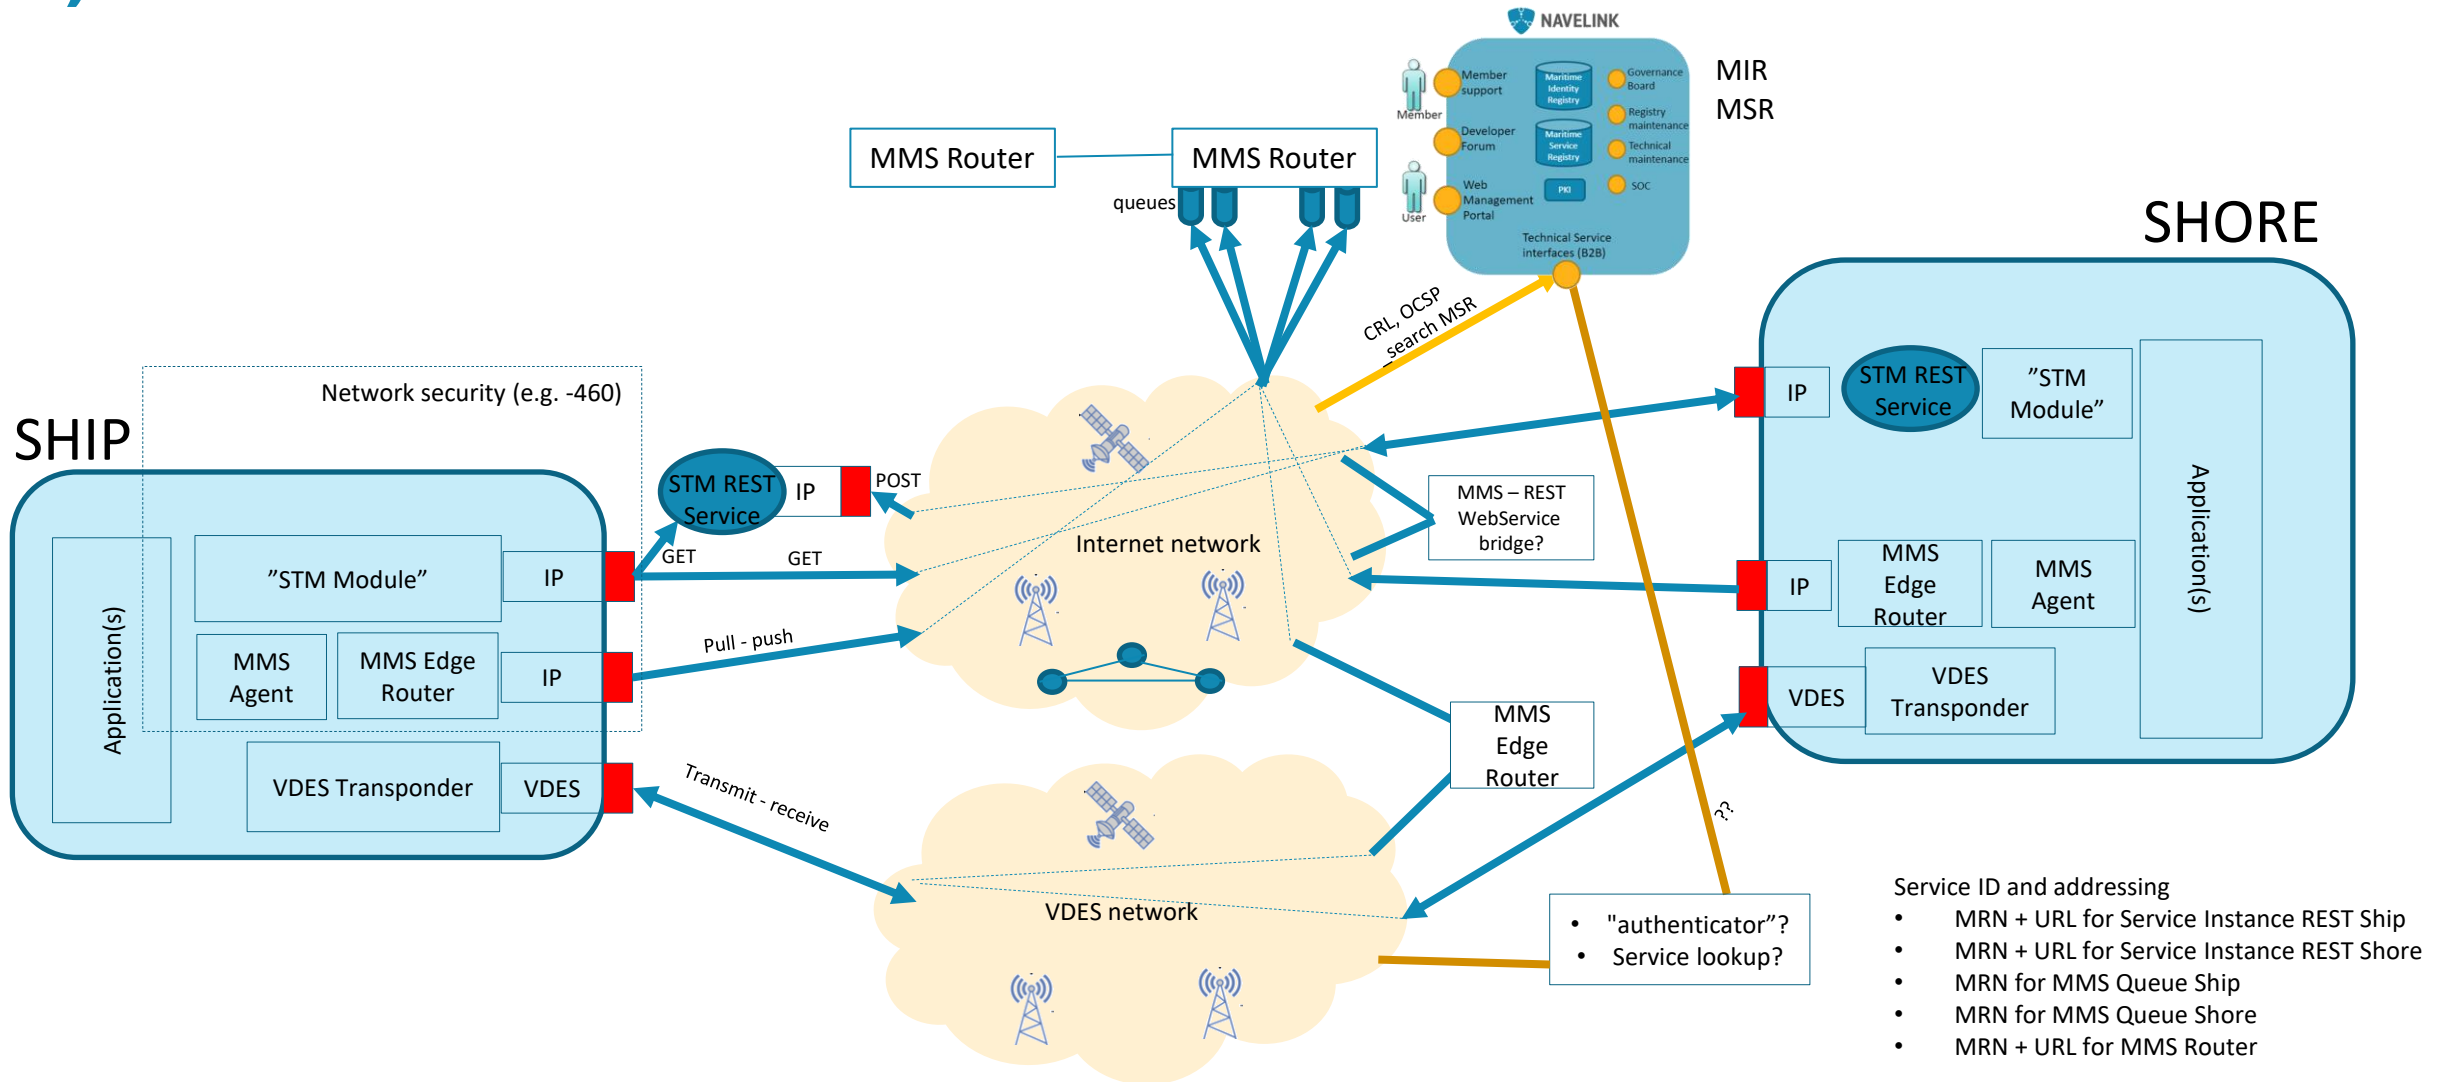 NAVELINK
Member
support
Maritime
Identity
Registry
Governance
Board
Member
Registry
maintenance
Developer
Forum
Maritime
Service
Registry
Technical
maintenance
Web
Management
Portal
PKI
SOC
User
Technical Service
interfaces (B2B)
MIR
MSR
MMS Router
MMS Router
queues
SHORE
CRL, OCSP
_search MSR
Network security (e.g. -460)
SHIP
STM REST
Service
IP
POST
GET
GET
Application(s)
"STM Module"
IP
MMS
Agent
MMS Edge
Router
IP
Pull - push
VDES Transponder
VDES
Transmit - receive
Internet network
MMS – REST
WebService
bridge?
MMS
Edge
Router
VDES network
??
• "authenticator"?
• Service lookup?
IP
STM REST
Service
"STM
Module"
Application(s)
IP
MMS
Edge
Router
MMS
Agent
VDES
VDES
Transponder
Service ID and addressing
• MRN + URL for Service Instance REST Ship
• MRN + URL for Service Instance REST Shore
• MRN for MMS Queue Ship
• MRN for MMS Queue Shore
• MRN + URL for MMS Router